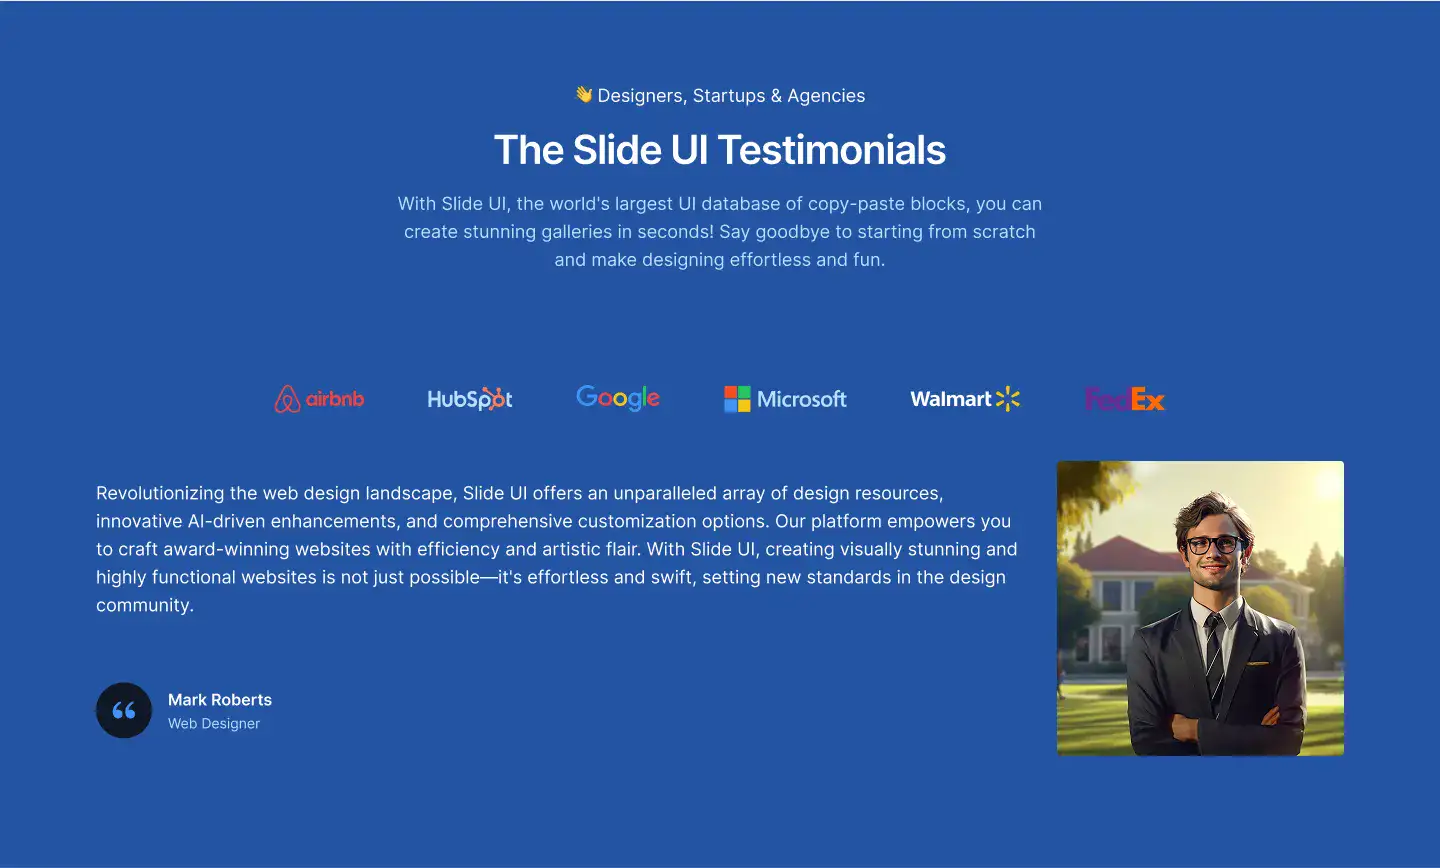 👋 Designers, Startups & Agencies
The Slide UI Testimonials
With Slide UI, the world's largest UI database of copy-paste blocks, you can
create stunning galleries in seconds! Say goodbye to starting from scratch
and make designing effortless and fun.
airbnb HubSpot Google Microsoft Walmart FedEx
Revolutionizing the web design landscape, Slide UI offers an unparalleled array of design resources,
innovative AI-driven enhancements, and comprehensive customization options. Our platform empowers you
to craft award-winning websites with efficiency and artistic flair. With Slide UI, creating visually stunning and
highly functional websites is not just possible—it's effortless and swift, setting new standards in the design
community.
“
Mark Roberts
Web Designer